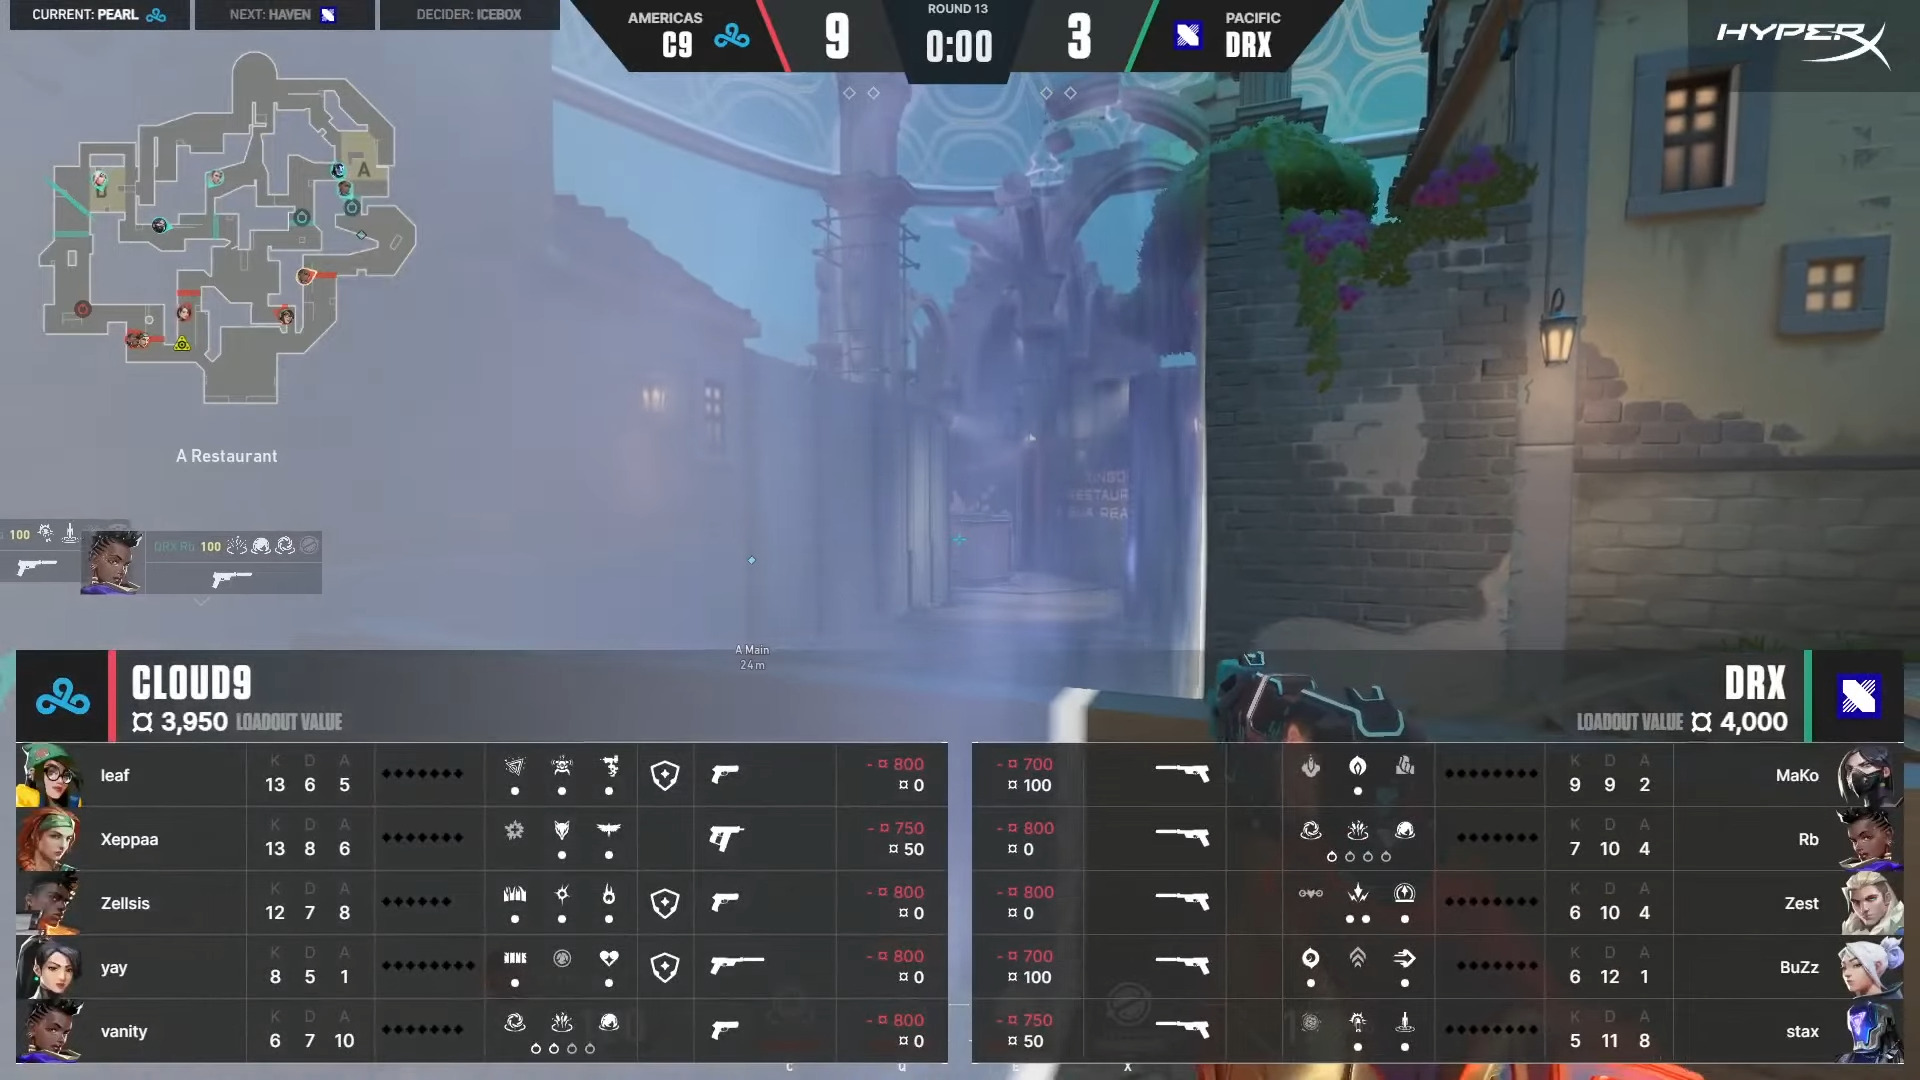 CURRENT: PEARL
NEXT: HAVEN
DECIDER: ICEBOX
AMERICAS
C9
9
ROUND 13
0:00
3
PACIFIC
DRX
HYPERX
A
B
A Restaurant
100
DRX Rb 100
A Main
24m
CLOUD9
¤ 3,950 LOADOUT VALUE
DRX
LOADOUT VALUE ¤ 4,000
leaf K D A 13 6 5 - ¤ 800 ¤ 0
Xeppaa K D A 13 8 6 - ¤ 750 ¤ 50
Zellsis K D A 12 7 8 - ¤ 800 ¤ 0
yay K D A 8 5 1 - ¤ 800 ¤ 0
vanity K D A 6 7 10 - ¤ 800 ¤ 0
- ¤ 700 ¤ 100 K D A 9 9 2 MaKo
- ¤ 800 ¤ 0 K D A 7 10 4 Rb
- ¤ 800 ¤ 0 K D A 6 10 4 Zest
- ¤ 700 ¤ 100 K D A 6 12 1 BuZz
- ¤ 750 ¤ 50 K D A 5 11 8 stax
C Q E X